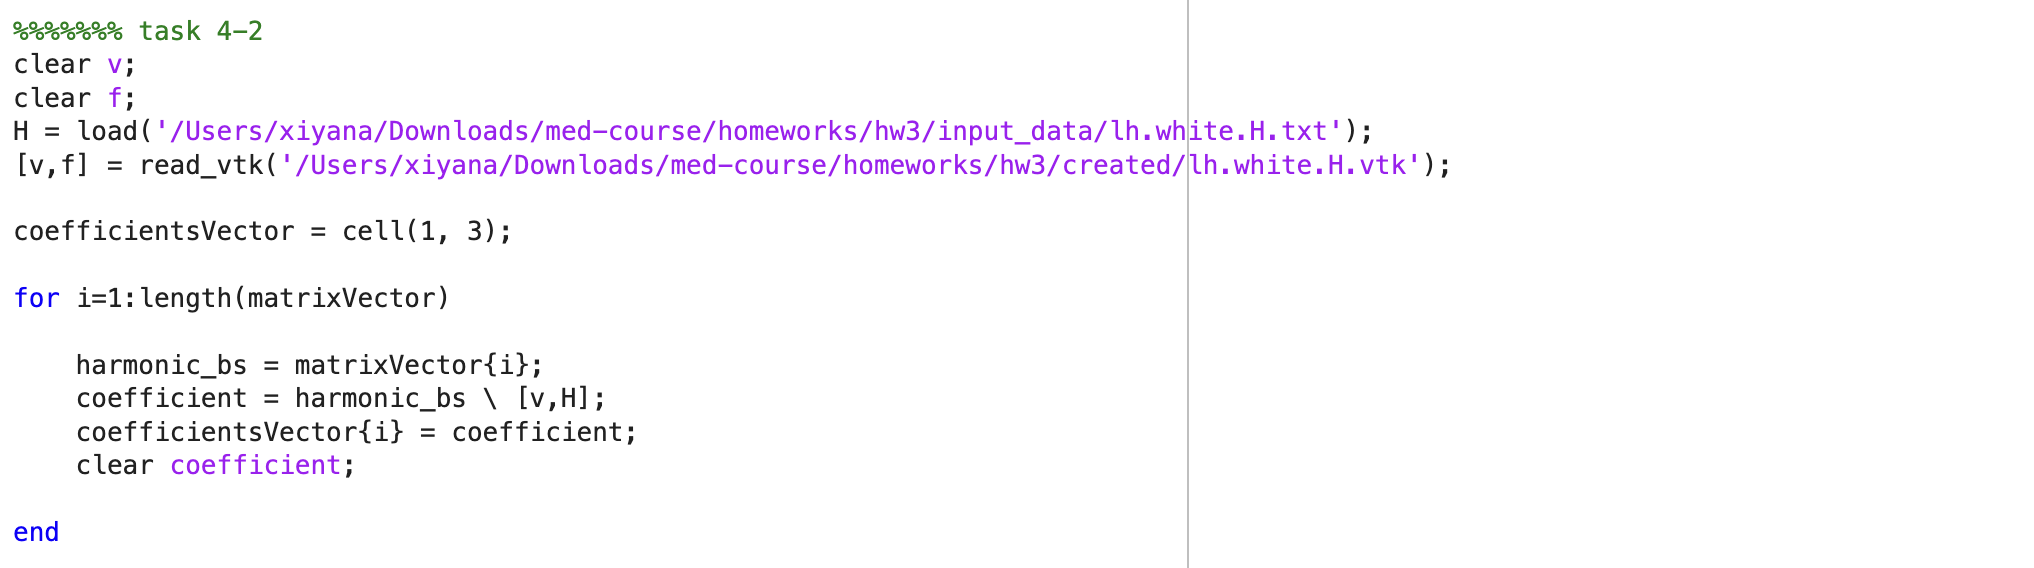 %%%%%%% task 4-2
clear v;
clear f;
H = load('/Users/xiyana/Downloads/med-course/homeworks/hw3/input_data/lh.white.H.txt');
[v,f] = read_vtk('/Users/xiyana/Downloads/med-course/homeworks/hw3/created/lh.white.H.vtk');
coefficientsVector = cell(1, 3);
for i=1:length(matrixVector)
harmonic_bs = matrixVector{i};
coefficient = harmonic_bs \ [v,H];
coefficientsVector{i} = coefficient;
clear coefficient;
end